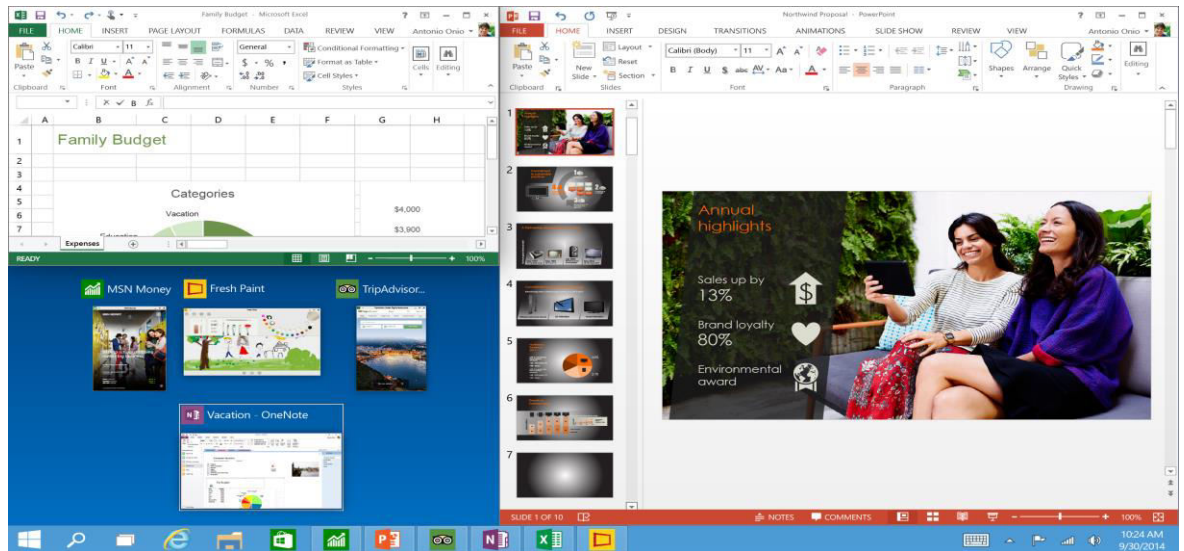 Family Budget - Microsoft Excel
FILE HOME INSERT PAGE LAYOUT FORMULAS DATA REVIEW VIEW Antonio Onio
Calibri 11 General Conditional Formatting
Paste B I U A A $ % Format as Table Cells Editing
Cell Styles
Clipboard Font Alignment Number Styles
A B C D E F G H
1 Family Budget
2
3
4 Categories
5
6 Vacation $4,000
7 $3,900
Expenses
READY 100%
MSN Money Fresh Paint TripAdvisor...
Vacation - OneNote
Northwind Proposal - PowerPoint
FILE HOME INSERT DESIGN TRANSITIONS ANIMATIONS SLIDE SHOW REVIEW VIEW Antonio Onio
Paste New Slide Layout Reset Section
Calibri (Body) 11 A A
B I U S abc AV Aa A
Shapes Arrange Quick Styles Editing
Clipboard Slides Font Paragraph Drawing
1
2
3
4
5
6
7
Annual
highlights
Sales up by
13%
Brand loyalty
80%
Environmental
award
SLIDE 1 OF 10 NOTES COMMENTS 100%
10:24 AM
9/30/2014